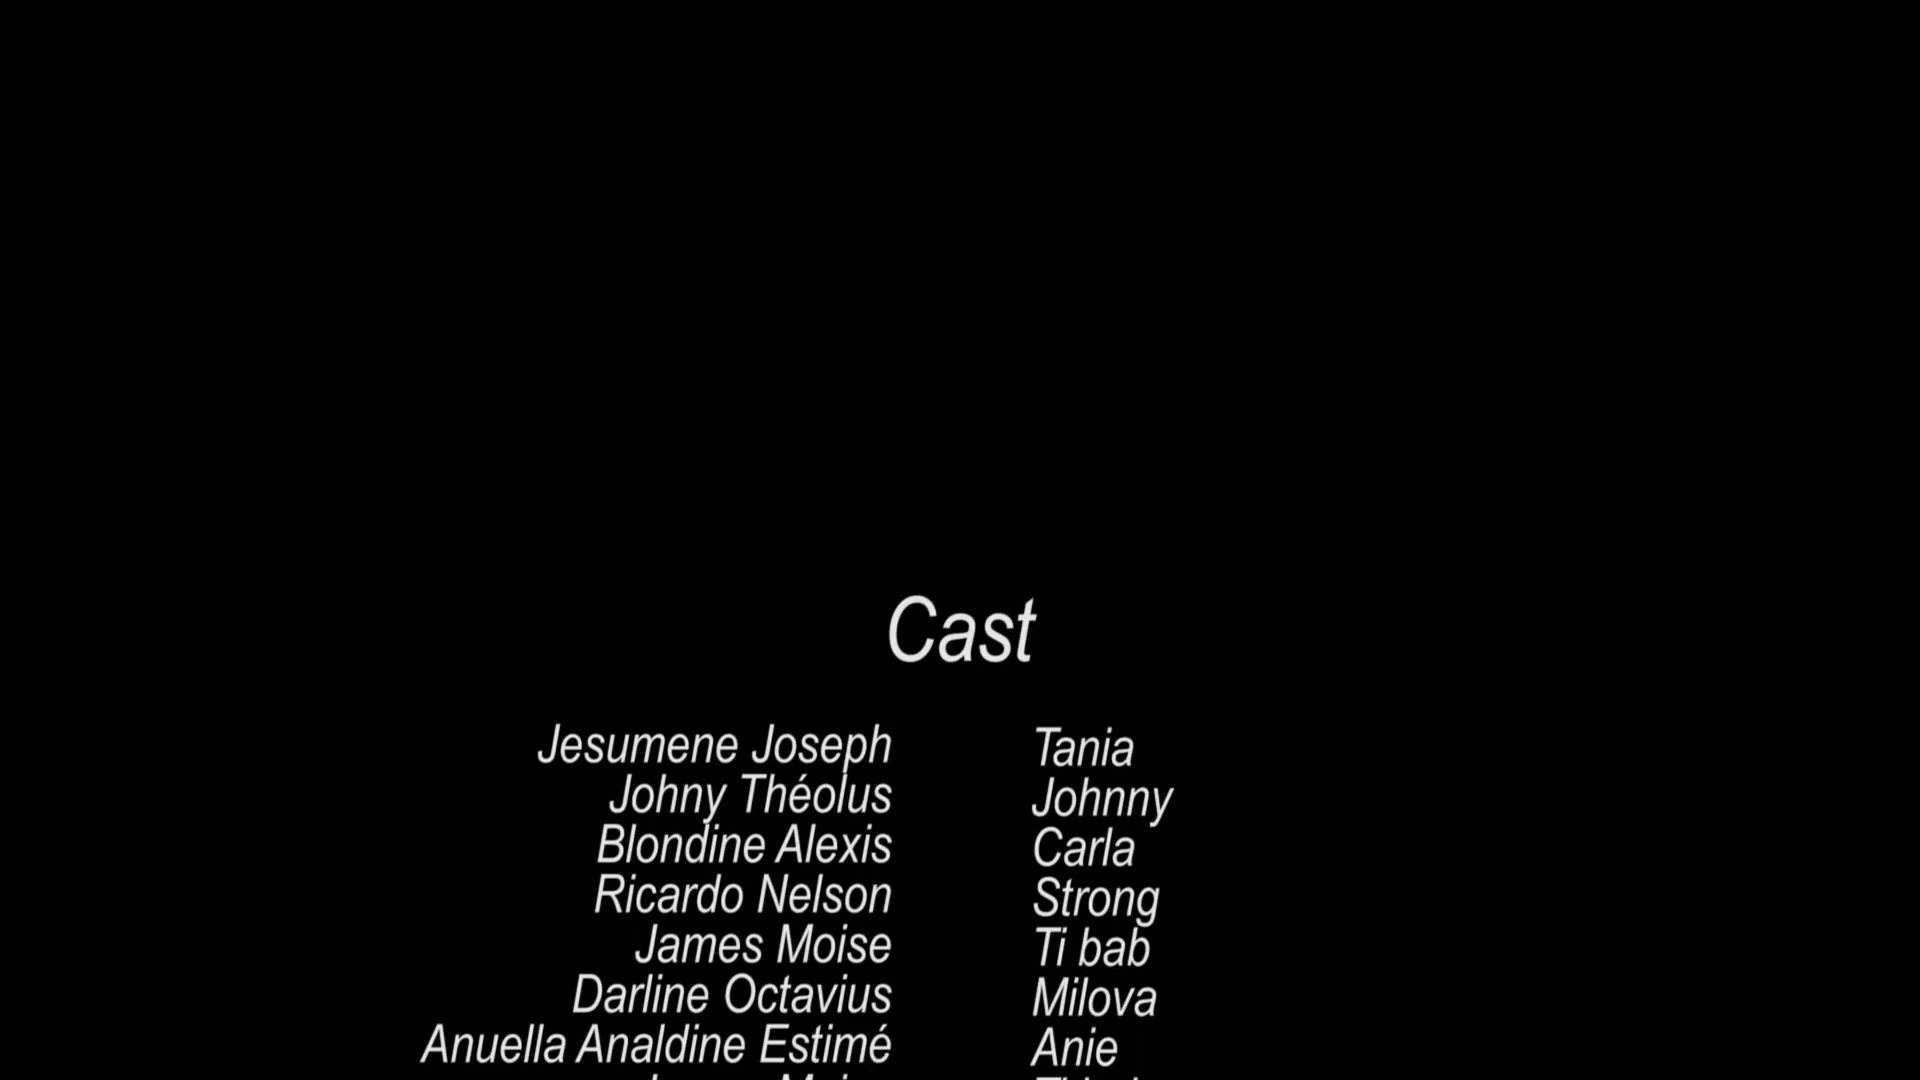 Cast
Jesumene Joseph Tania
Johny Théolus Johnny
Blondine Alexis Carla
Ricardo Nelson Strong
James Moise Ti bab
Darline Octavius Milova
Anuella Analdine Estimé Anie